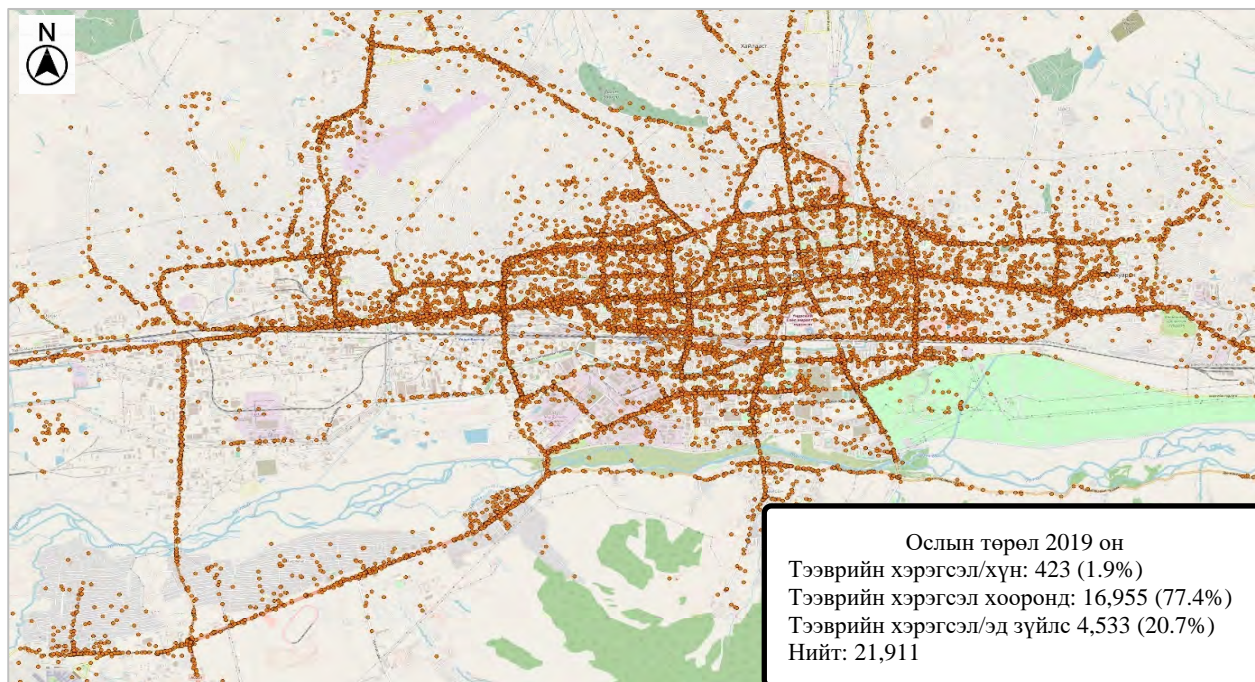 N
Хайлааст
Ослын төрөл 2019 он
Тээврийн хэрэгсэл/хүн: 423 (1.9%)
Тээврийн хэрэгсэл хооронд: 16,955 (77.4%)
Тээврийн хэрэгсэл/эд зүйлс 4,533 (20.7%)
Нийт: 21,911